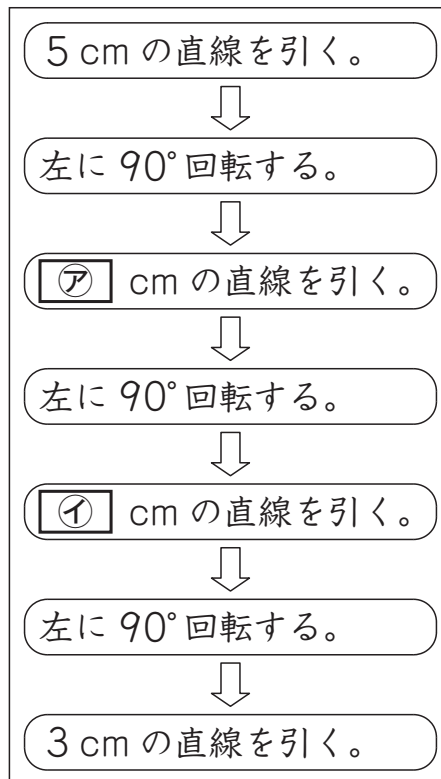 5 cm の直線を引く。
左に 90°回転する。
㋐ cm の直線を引く。
左に 90°回転する。
㋑ cm の直線を引く。
左に 90°回転する。
3 cm の直線を引く。